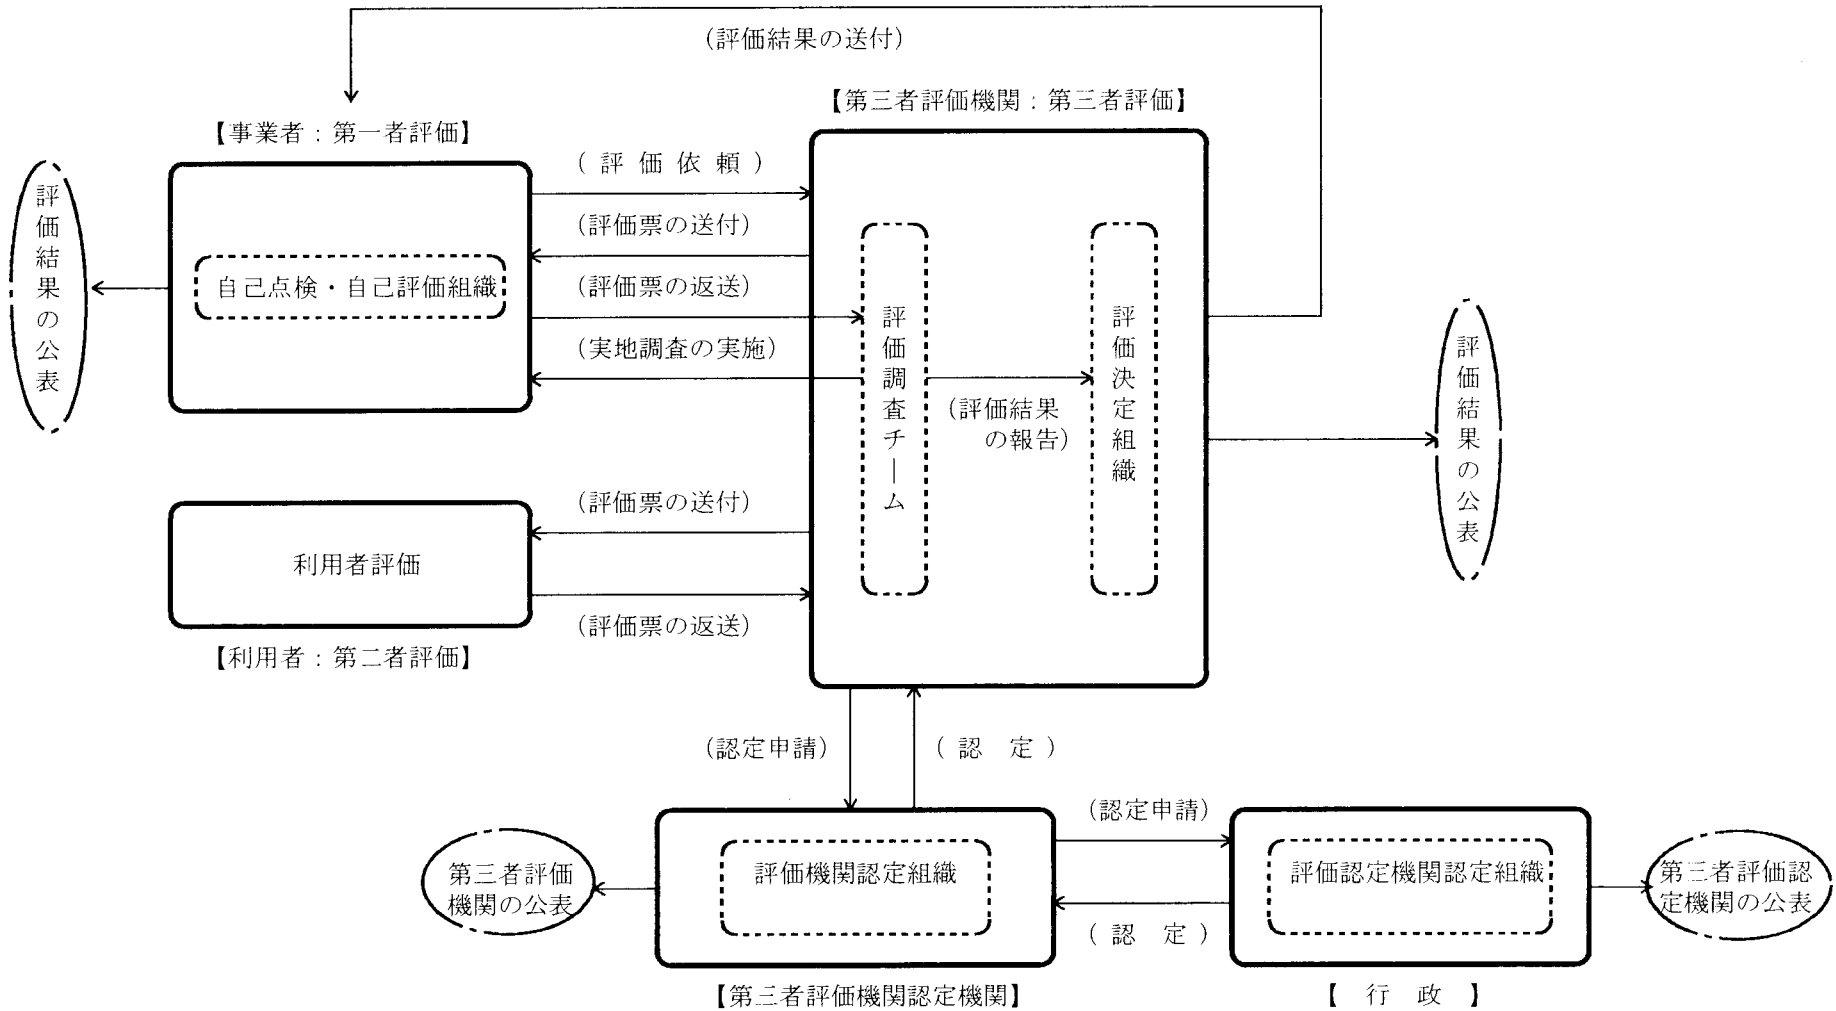 (評価結果の送付)
【第三者評価機関：第三者評価】
【事業者：第一者評価】
評価結果の公表
自己点検・自己評価組織
(評価依頼)
(評価票の送付)
(評価票の返送)
(実地調査の実施)
評価調査チーム
(評価結果
の報告)
評価決定組織
評価結果の公表
(評価票の送付)
利用者評価
(評価票の返送)
【利用者：第二者評価】
(認定申請)
(認　定)
(認定申請)
第三者評価
機関の公表
評価機関認定組織
評価認定機関認定組織
第三者評価認
定機関の公表
(認　定)
【第三者評価機関認定機関】
【　行　政　】